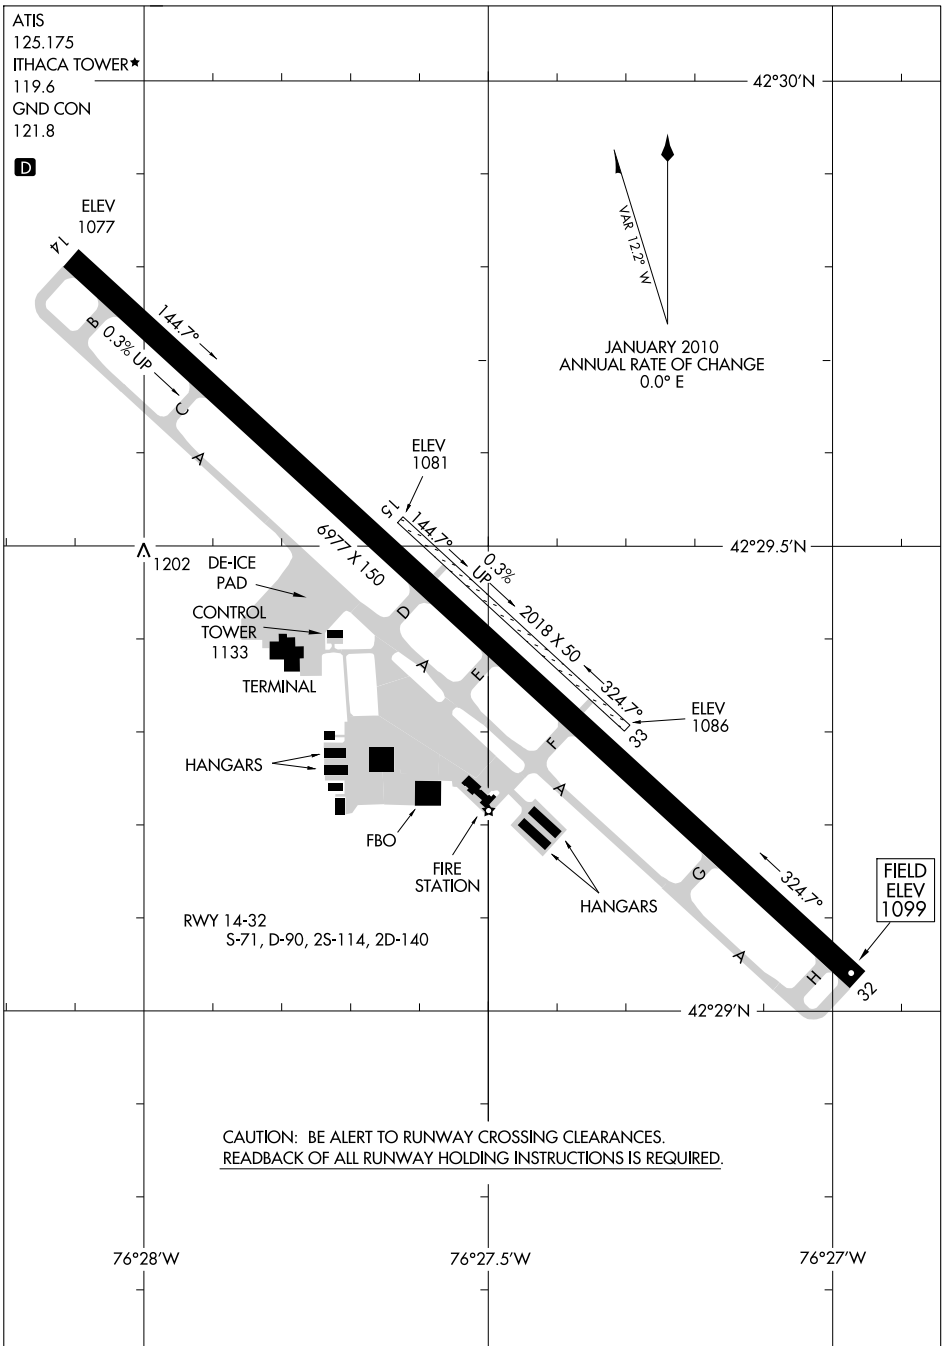 ATIS
125.175
ITHACA TOWER★
119.6
GND CON
121.8
D
42°30'N
ELEV
1077
14
VAR 12.2° W
144.7°
B
0.3% UP
JANUARY 2010
ANNUAL RATE OF CHANGE
0.0° E
C
A
ELEV
1081
15
144.7°
0.3%
UP
6977 X 150
42°29.5'N
1202
DE-ICE
PAD
2018 X 50
CONTROL
TOWER
1133
D
A
E
TERMINAL
324.7°
ELEV
1086
33
F
HANGARS
A
FBO
FIRE
STATION
HANGARS
G
324.7°
FIELD
ELEV
1099
RWY 14-32
S-71, D-90, 2S-114, 2D-140
A
H
32
42°29'N
CAUTION: BE ALERT TO RUNWAY CROSSING CLEARANCES.
READBACK OF ALL RUNWAY HOLDING INSTRUCTIONS IS REQUIRED.
76°28'W
76°27.5'W
76°27'W